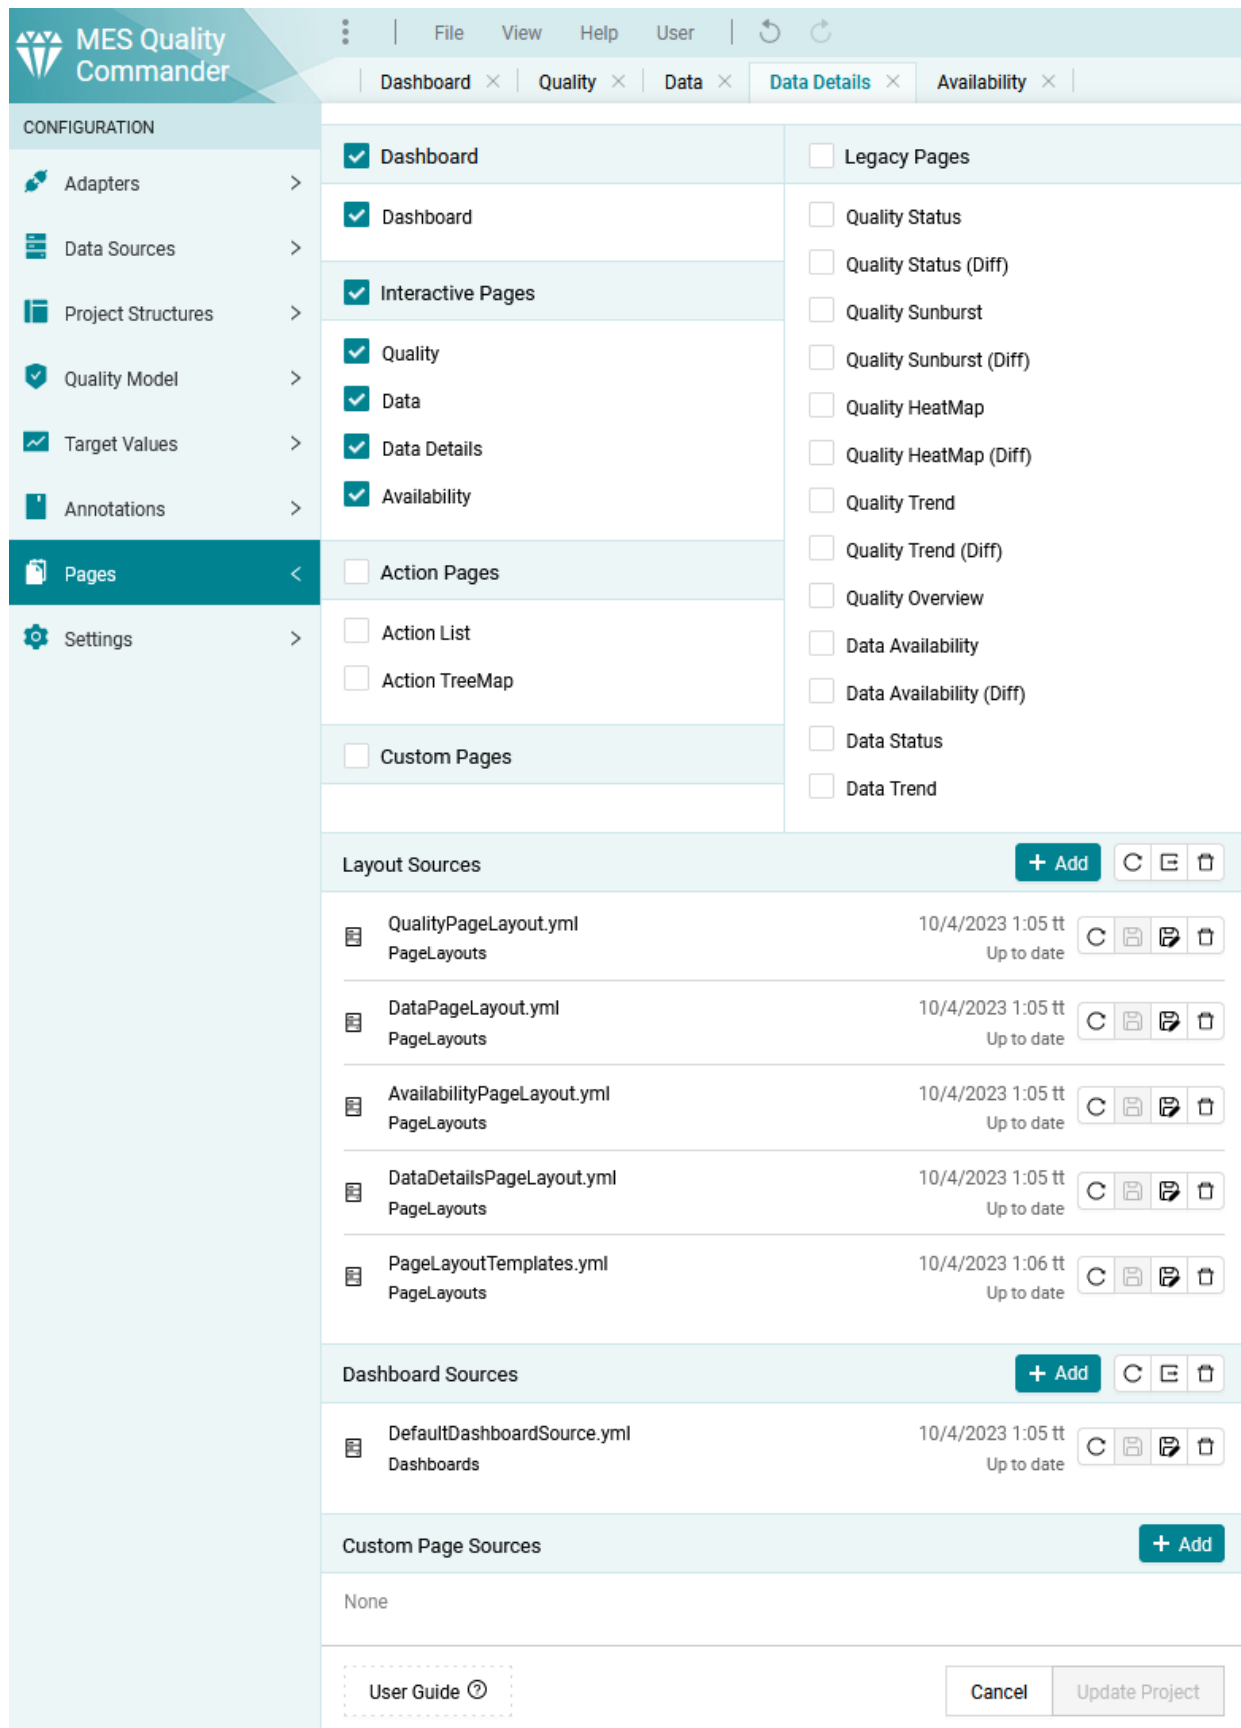 MES Quality
Commander
File View Help User
Dashboard Quality Data Data Details Availability
CONFIGURATION
Adapters
Data Sources
Project Structures
Quality Model
Target Values
Annotations
Pages
Settings
Dashboard
Dashboard
Interactive Pages
Quality
Data
Data Details
Availability
Action Pages
Action List
Action TreeMap
Custom Pages
Legacy Pages
Quality Status
Quality Status (Diff)
Quality Sunburst
Quality Sunburst (Diff)
Quality HeatMap
Quality HeatMap (Diff)
Quality Trend
Quality Trend (Diff)
Quality Overview
Data Availability
Data Availability (Diff)
Data Status
Data Trend
Layout Sources + Add
QualityPageLayout.yml 10/4/2023 1:05 tt
PageLayouts Up to date
DataPageLayout.yml 10/4/2023 1:05 tt
PageLayouts Up to date
AvailabilityPageLayout.yml 10/4/2023 1:05 tt
PageLayouts Up to date
DataDetailsPageLayout.yml 10/4/2023 1:05 tt
PageLayouts Up to date
PageLayoutTemplates.yml 10/4/2023 1:06 tt
PageLayouts Up to date
Dashboard Sources + Add
DefaultDashboardSource.yml 10/4/2023 1:05 tt
Dashboards Up to date
Custom Page Sources + Add
None
User Guide Cancel Update Project